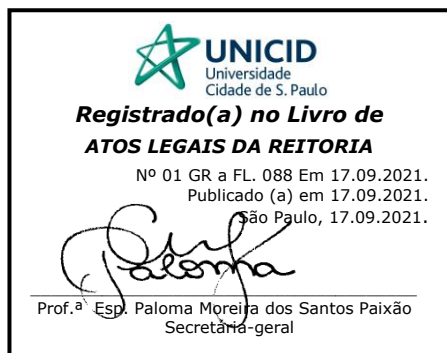 UNICID
Universidade
Cidade de S. Paulo
Registrado(a) no Livro de
ATOS LEGAIS DA REITORIA
Nº 01 GR a FL. 088 Em 17.09.2021.
Publicado (a) em 17.09.2021.
São Paulo, 17.09.2021.
Paloma
Prof.ª Esp. Paloma Moreira dos Santos Paixão
Secretária-geral